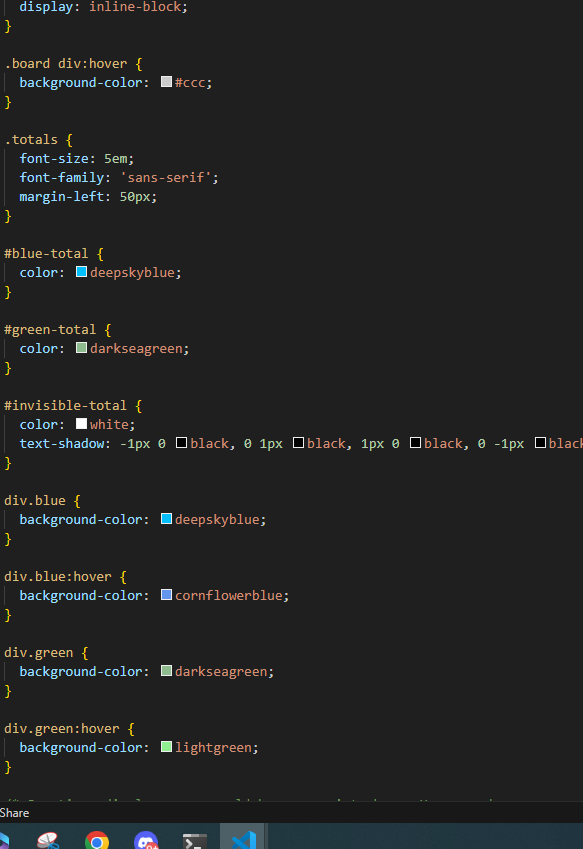 display: inline-block;
}
.board div:hover {
background-color: #ccc;
}
.totals {
font-size: 5em;
font-family: 'sans-serif';
margin-left: 50px;
}
#blue-total {
color: deepskyblue;
}
#green-total {
color: darkseagreen;
}
#invisible-total {
color: white;
text-shadow: -1px 0 black, 0 1px black, 1px 0 black, 0 -1px blac
}
div.blue {
background-color: deepskyblue;
}
div.blue:hover {
background-color: cornflowerblue;
}
div.green {
background-color: darkseagreen;
}
div.green:hover {
background-color: lightgreen;
}
Share